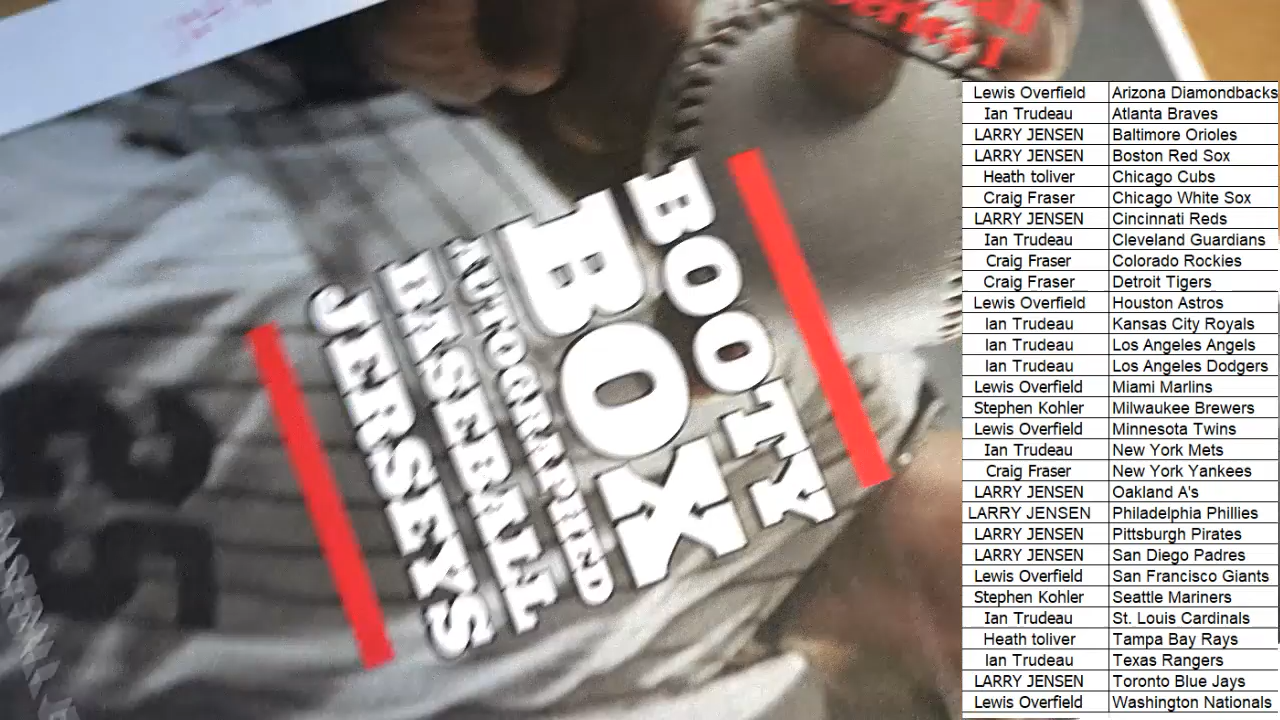 BOOTY
BOX
AUTOGRAPHED
BASEBALL
JERSEYS
Lewis Overfield Arizona Diamondbacks
Ian Trudeau Atlanta Braves
LARRY JENSEN Baltimore Orioles
LARRY JENSEN Boston Red Sox
Heath toliver Chicago Cubs
Craig Fraser Chicago White Sox
LARRY JENSEN Cincinnati Reds
Ian Trudeau Cleveland Guardians
Craig Fraser Colorado Rockies
Craig Fraser Detroit Tigers
Lewis Overfield Houston Astros
Ian Trudeau Kansas City Royals
Ian Trudeau Los Angeles Angels
Ian Trudeau Los Angeles Dodgers
Lewis Overfield Miami Marlins
Stephen Kohler Milwaukee Brewers
Lewis Overfield Minnesota Twins
Ian Trudeau New York Mets
Craig Fraser New York Yankees
LARRY JENSEN Oakland A's
LARRY JENSEN Philadelphia Phillies
LARRY JENSEN Pittsburgh Pirates
LARRY JENSEN San Diego Padres
Lewis Overfield San Francisco Giants
Stephen Kohler Seattle Mariners
Ian Trudeau St. Louis Cardinals
Heath toliver Tampa Bay Rays
Ian Trudeau Texas Rangers
LARRY JENSEN Toronto Blue Jays
Lewis Overfield Washington Nationals